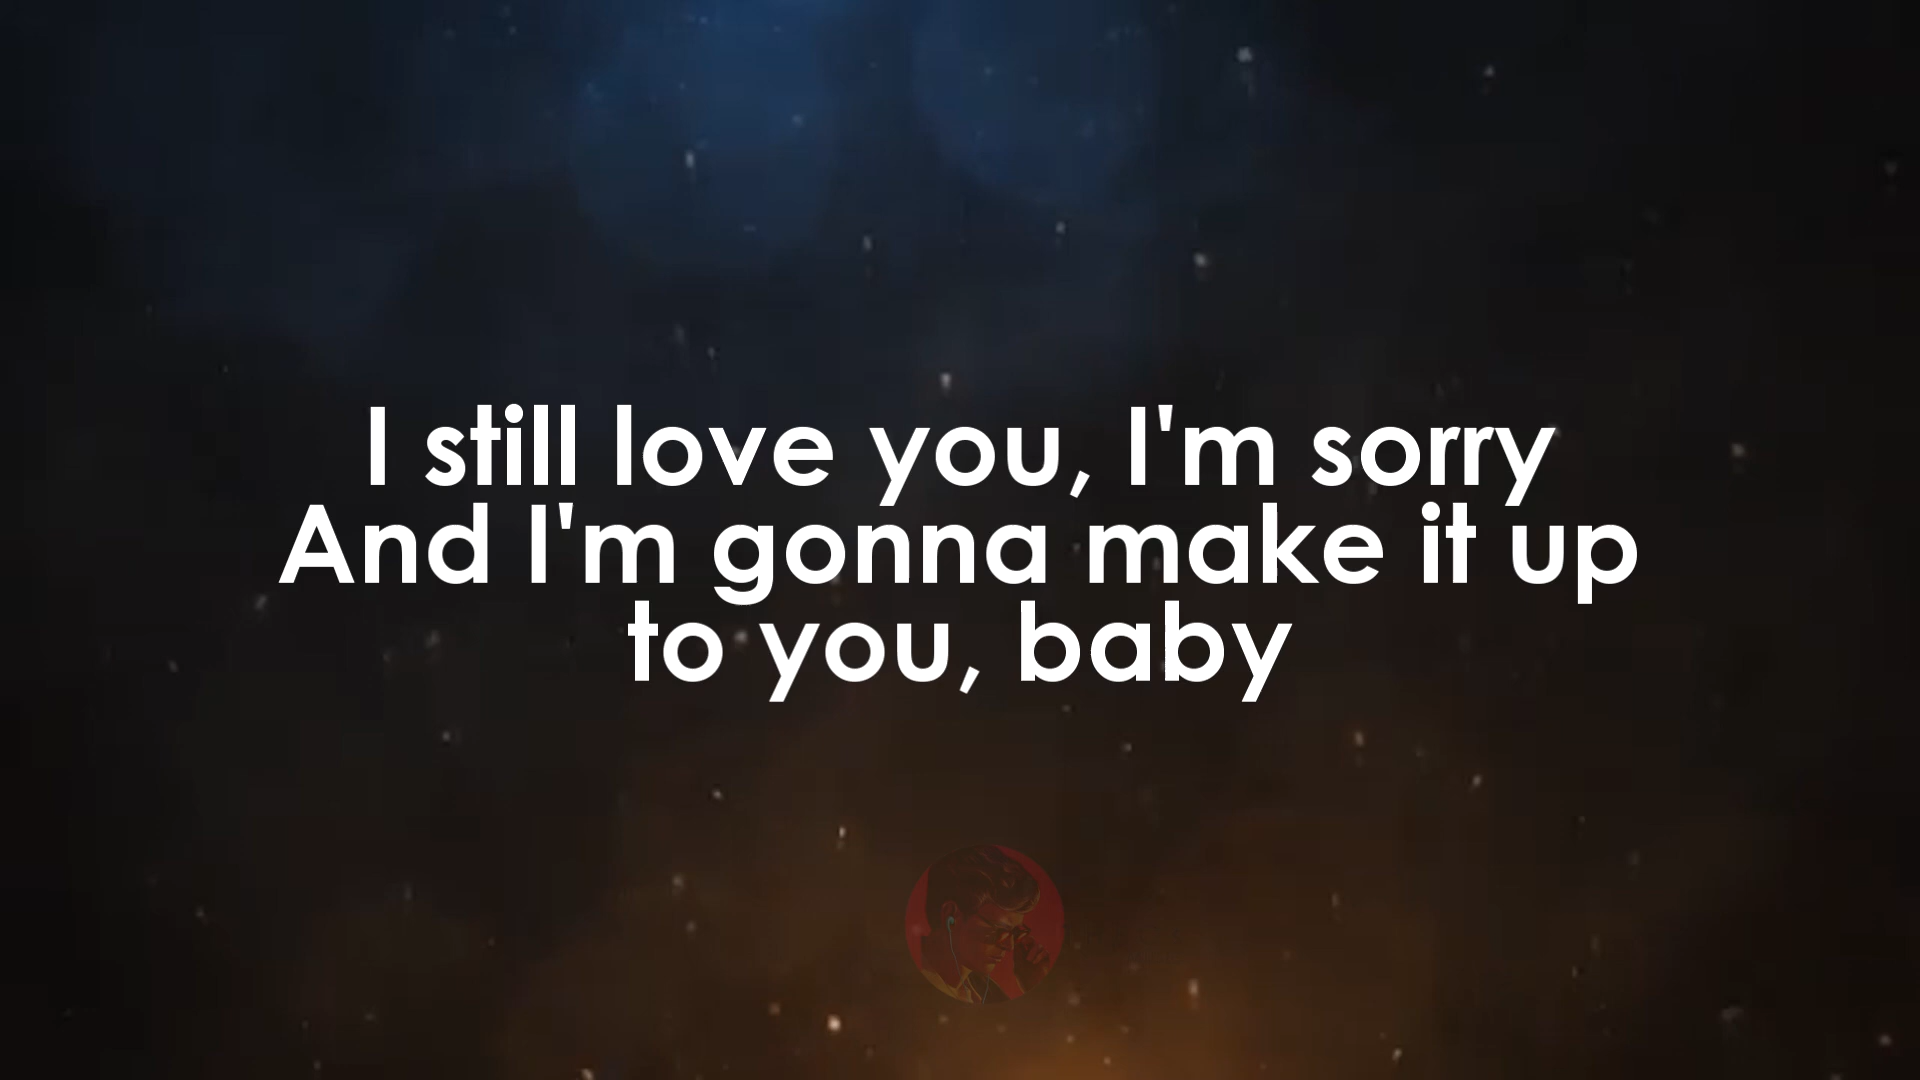 I still love you, I'm sorry
And I'm gonna make it up
to you, baby